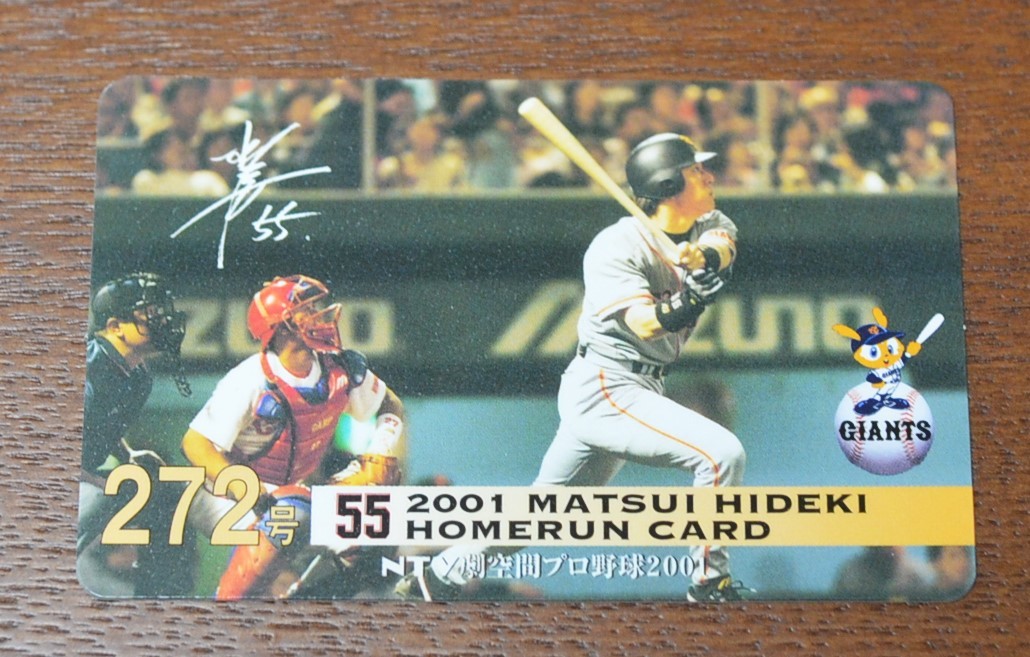 55.
MIZUNO
GIANTS
272号
55 2001 MATSUI HIDEKI
HOMERUN CARD
NTV劇空間プロ野球2001